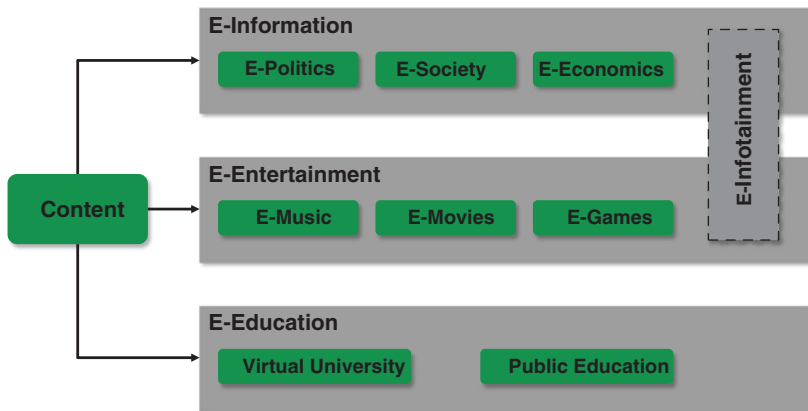 E-Information
E-Politics
E-Society
E-Economics
E-Infotainment
Content
E-Entertainment
E-Music
E-Movies
E-Games
E-Education
Virtual University
Public Education